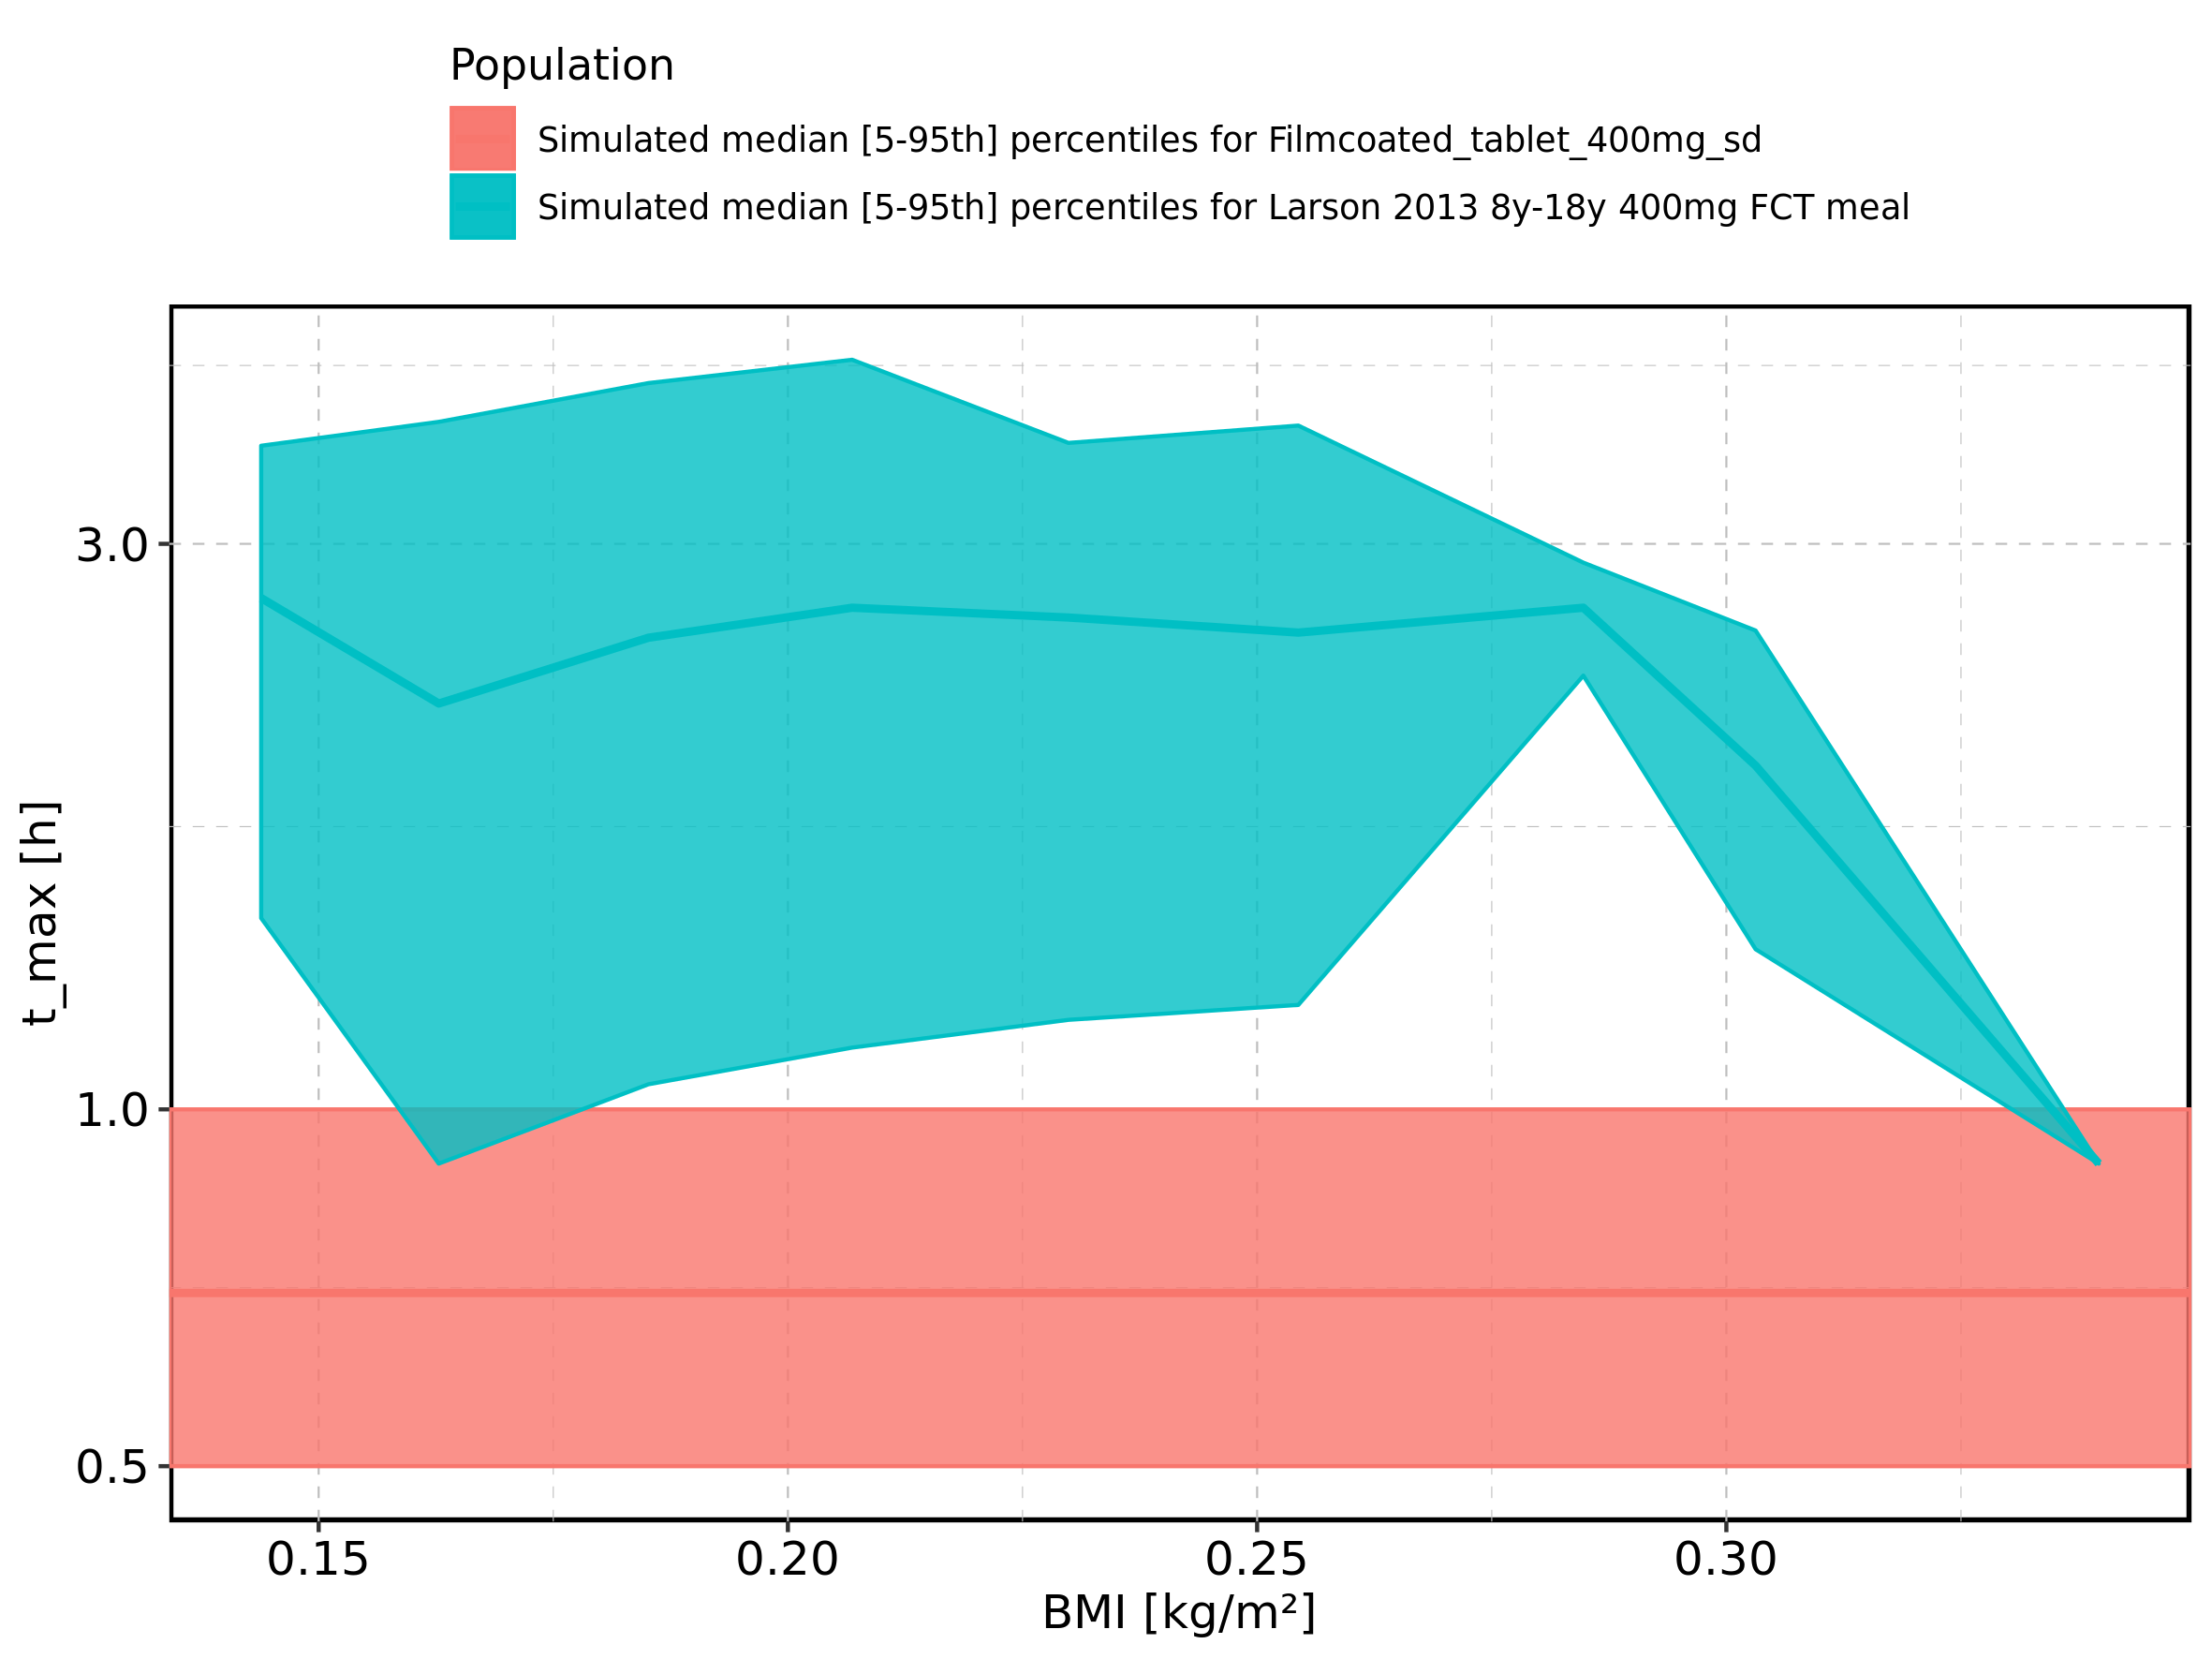 Population
Simulated median [5-95th] percentiles for Filmcoated_tablet_400mg_sd
Simulated median [5-95th] percentiles for Larson 2013 8y-18y 400mg FCT meal
t_max [h]
3.0
1.0
0.5
0.15 0.20 0.25 0.30
BMI [kg/m²]